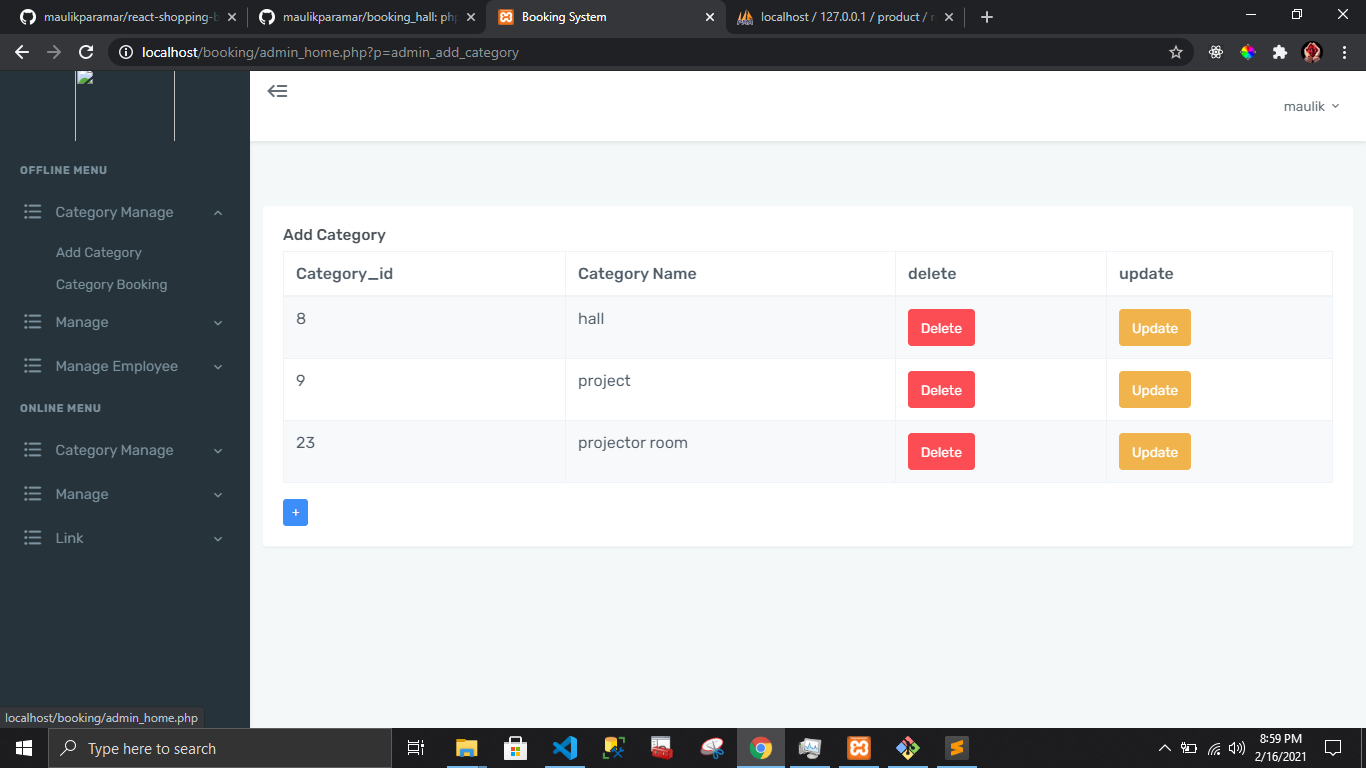 maulikparamar/react-shopping-b
maulikparamar/booking_hall: php
Booking System
localhost / 127.0.0.1 / product / r
localhost/booking/admin_home.php?p=admin_add_category
maulik
OFFLINE MENU
Category Manage
Add Category
Category Booking
Manage
Manage Employee
ONLINE MENU
Category Manage
Manage
Link
Add Category
Category_id Category Name delete update
8 hall Delete Update
9 project Delete Update
23 projector room Delete Update
+
localhost/booking/admin_home.php
Type here to search
8:59 PM
2/16/2021